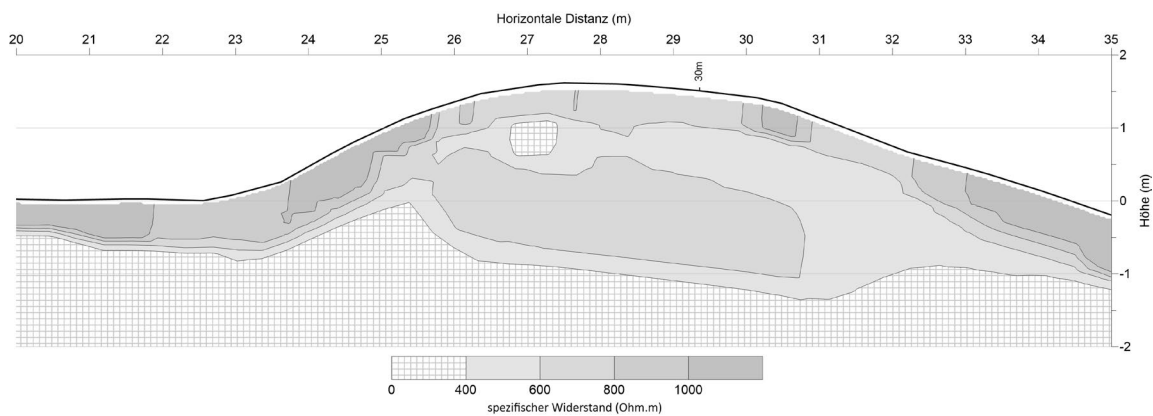 Horizontale Distanz (m)
20 21 22 23 24 25 26 27 28 29 30 31 32 33 34 35
30m
2
1
0
-1
-2
Höhe (m)
0 400 600 800 1000
spezifischer Widerstand (Ohm.m)